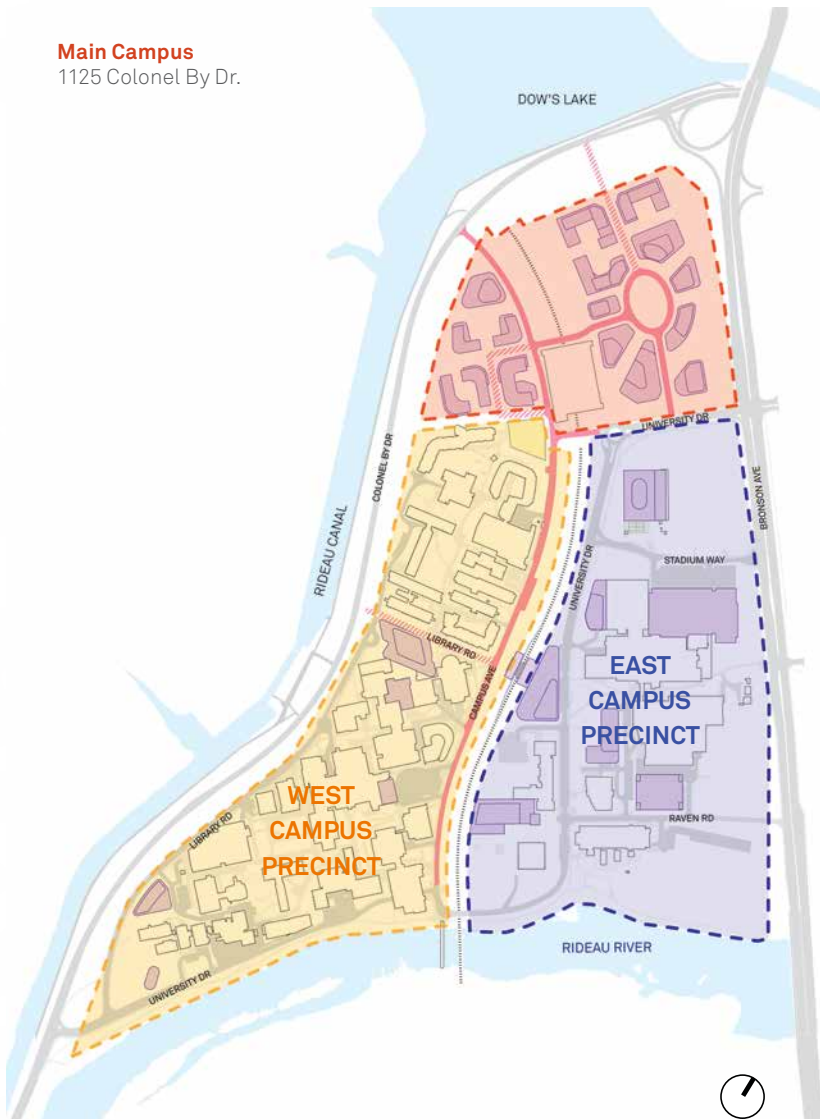 Main Campus
1125 Colonel By Dr.
DOW'S LAKE
UNIVERSITY DR
COLONEL BY DR
BRONSON AVE
RIDEAU CANAL
STADIUM WAY
UNIVERSITY DR
LIBRARY RD
CAMPUS AVE
EAST
CAMPUS
PRECINCT
WEST
CAMPUS
PRECINCT
LIBRARY RD
RAVEN RD
RIDEAU RIVER
UNIVERSITY DR